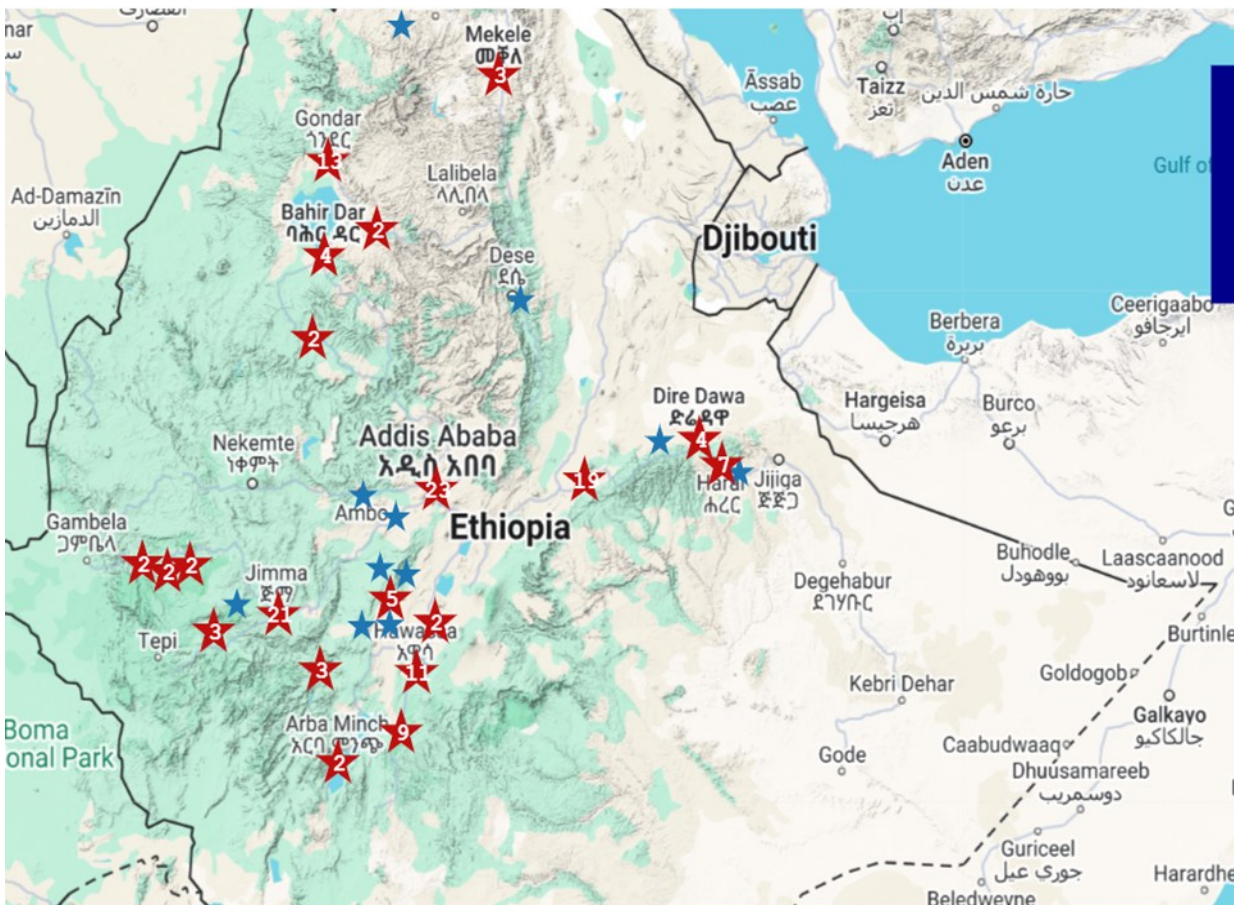 Mekele
መቐለ
3
Āssab
ዓሰብ
Taizz
تعز
حارة شمس الدين
Aden
عدن
Gulf of
Gondar
ጎንደር
13
Lalibela
ላሊበላ
Ad-Damazīn
الدمازين
Bahir Dar
ባሕር ዳር
2
4
Djibouti
Dese
ደሴ
Ceerigaabo
عيرجافو
Berbera
بربرة
2
Dire Dawa
ድሬዳዋ
4
Hargeisa
هرجيسا
Burco
برعو
Addis Ababa
አዲስ አበባ
23
Nekemte
ነቀምት
19
7
Harar
ሐረር
Jijiga
ጅጅጋ
Ambo
Ethiopia
Gambela
ጋምቤላ
2
2
2
Jimma
ጅማ
21
5
2
Buhodle
بووهودل
Laascaanood
لاسعانود
Degehabur
ደገሃቡር
Tepi
3
Hawassa
አዋሳ
Burtinle
3
11
Kebri Dehar
Goldogob
Galkayo
جالكاكيو
Arba Minch
አርባ ምንጭ
9
2
Boma
onal Park
Gode
Caabudwaaq
Dhuusamareeb
دوسمريب
Guriceel
جوري عيل
Harardhe
Beledweyne